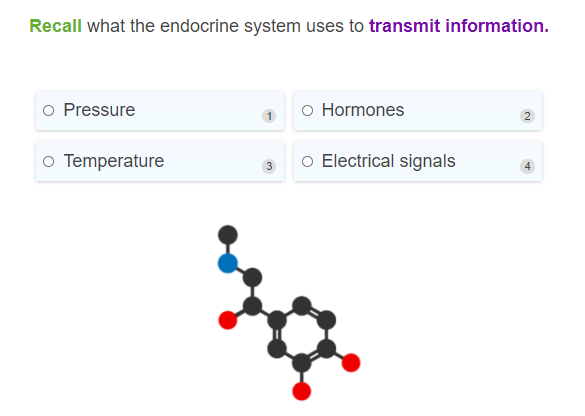 Recall what the endocrine system uses to transmit information.
Pressure 1
Hormones 2
Temperature 3
Electrical signals 4